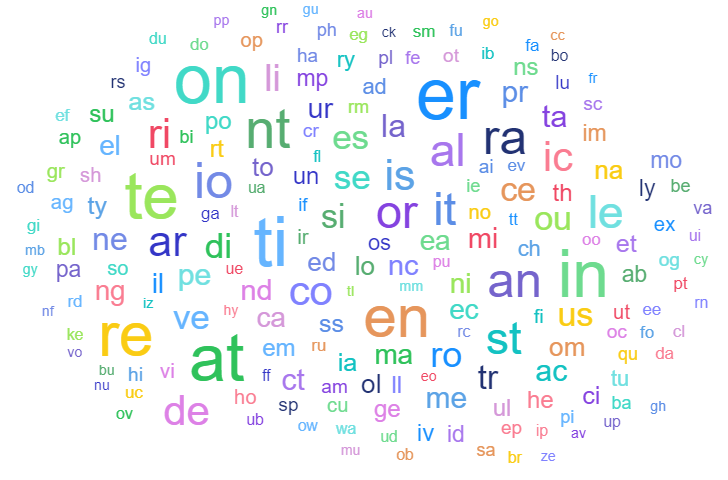 pp gn gu au
rr go
du do op ph eg ck sm fu fa cc
ig on li ha ry pl fe ot ib ns bo
rs mp ad er pr lu fr
as ur rm la ta sc
ef su po nt cr es ra im
ap el ri bi rt fl al ic na mo
gr sh um to un se is ai ev ce th ly be
od ag ty te io ua if ie no le ex va
gi ga lt si or it tt ou ui
bl ne ar di ti ir os ea mi ch oo et og cy
mb pa so ue ed lo nc pu an in ab pt
gy il pe nd co tl mm ni rn
nf rd ng iz hy ca ss en ec fi us ut ee
ke ve rc oc fo cl
vo re at em ru ia ma ro st om qu da
bu hi vi ff ct am ol ll eo tr ac tu
nu uc ho sp cu ge me ul he ci ba gh
ov de ub ow wa ud iv id ep ip pi av up
mu ob sa br ze